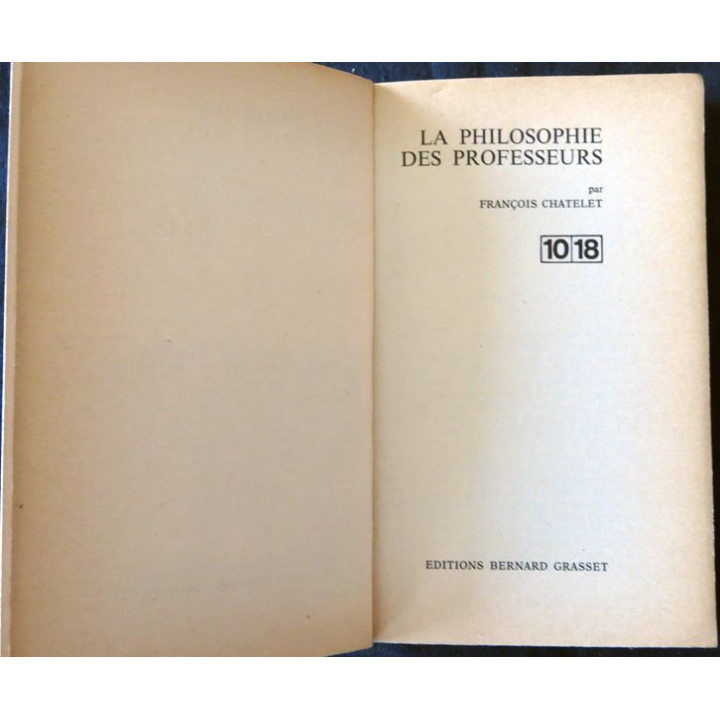 LA PHILOSOPHIE
DES PROFESSEURS
par
FRANÇOIS CHATELET
10 18
EDITIONS BERNARD GRASSET